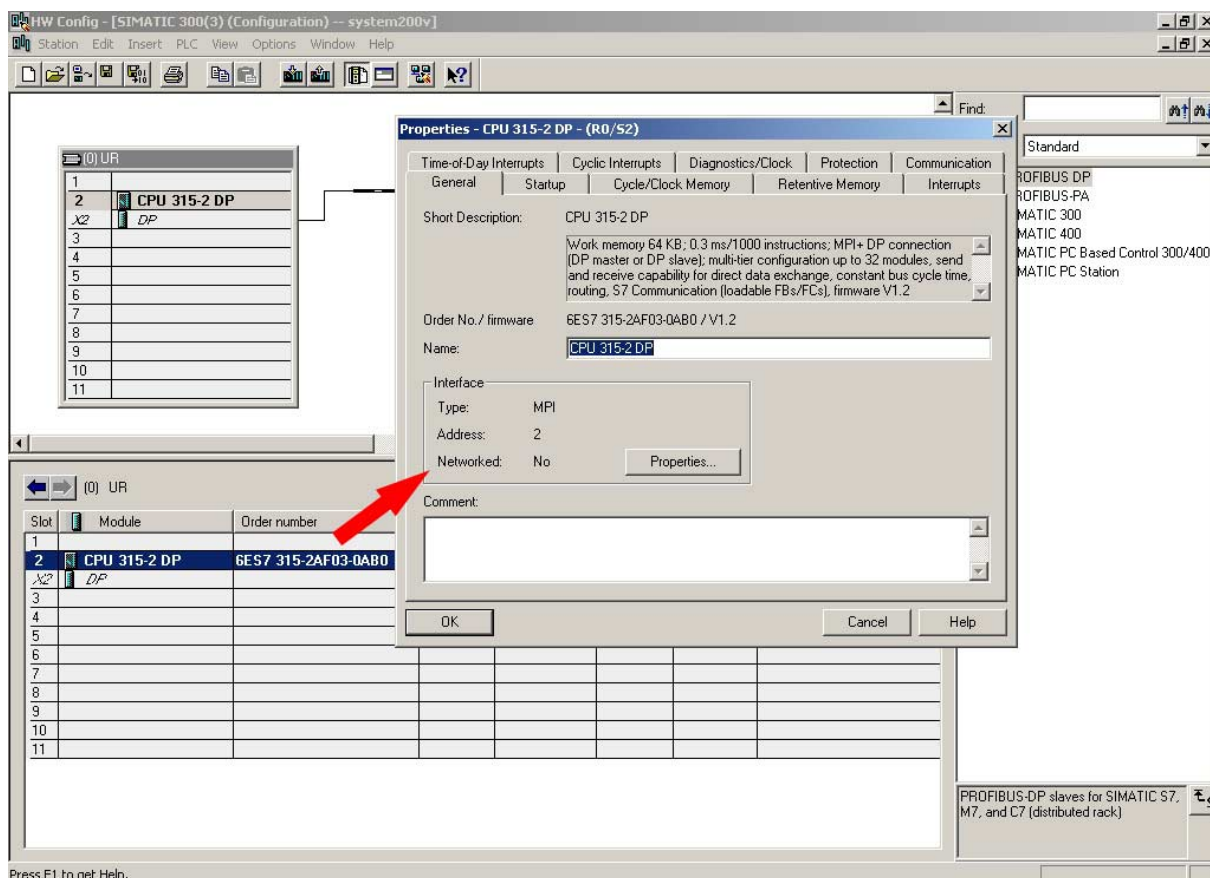 HW Config - [SIMATIC 300(3) (Configuration) -- system200v]
Station Edit Insert PLC View Options Window Help
(0) UR
1
2 CPU 315-2 DP
X2 DP
3
4
5
6
7
8
9
10
11
Find:
Standard
ROFIBUS DP
ROFIBUS-PA
MATIC 300
MATIC 400
MATIC PC Based Control 300/400
MATIC PC Station
Properties - CPU 315-2 DP - (R0/S2)
Time-of-Day Interrupts Cyclic Interrupts Diagnostics/Clock Protection Communication
General Startup Cycle/Clock Memory Retentive Memory Interrupts
Short Description: CPU 315-2 DP
Work memory 64 KB; 0.3 ms/1000 instructions; MPI+ DP connection
(DP master or DP slave); multi-tier configuration up to 32 modules, send
and receive capability for direct data exchange, constant bus cycle time,
routing, S7 Communication (loadable FBs/FCs), firmware V1.2
Order No./ firmware 6ES7 315-2AF03-0AB0 / V1.2
Name: CPU 315-2 DP
Interface
Type: MPI
Address: 2
Networked: No Properties...
Comment:
OK Cancel Help
(0) UR
Slot Module Order number
1
2 CPU 315-2 DP 6ES7 315-2AF03-0AB0
X2 DP
3
4
5
6
7
8
9
10
11
PROFIBUS-DP slaves for SIMATIC S7,
M7, and C7 (distributed rack)
Press F1 to get Help.